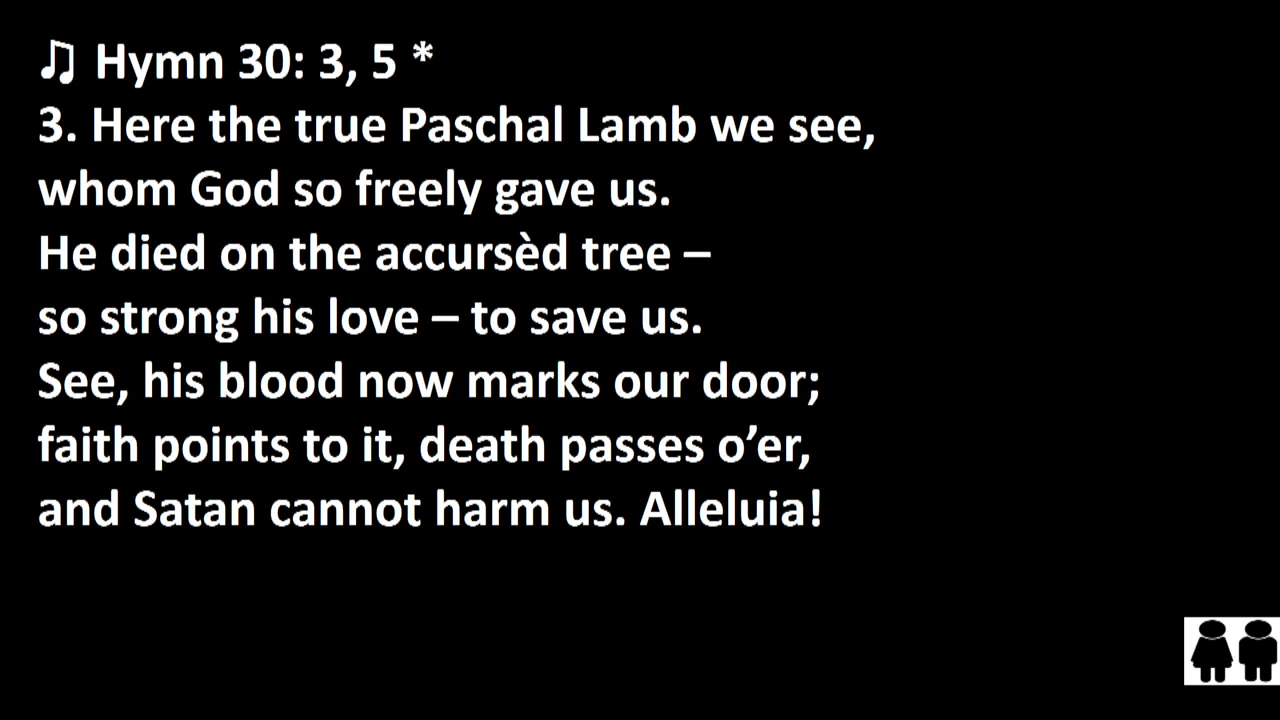 ♫ Hymn 30: 3, 5 *
3. Here the true Paschal Lamb we see,
whom God so freely gave us.
He died on the accursèd tree –
so strong his love – to save us.
See, his blood now marks our door;
faith points to it, death passes o’er,
and Satan cannot harm us. Alleluia!